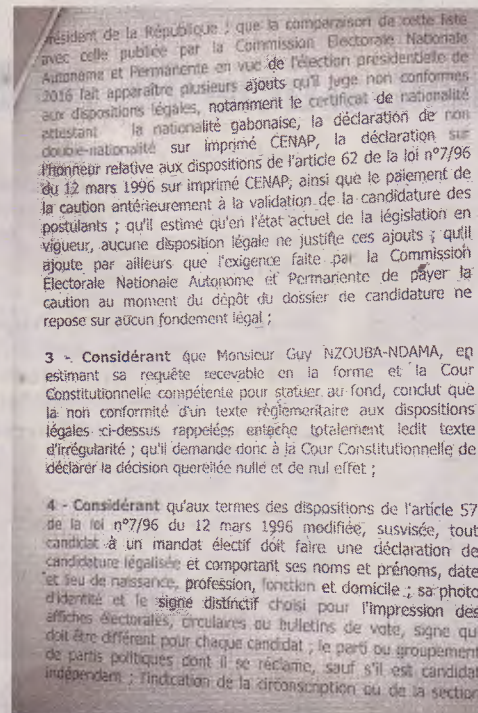 résident de la République ; que la comparaison de cette liste
avec celle publiée par la Commission Electorale Nationale
Autonome et Permanente en vue de l'élection présidentielle de
2016 fait apparaître plusieurs ajouts qu'il juge non conformes
aux dispositions légales, notamment le certificat de nationalité
attestant la nationalité gabonaise, la déclaration de non
double-nationalité sur imprimé CENAP, la déclaration sur
l'honneur relative aux dispositions de l'article 62 de la loi n°7/96
du 12 mars 1996 sur imprimé CENAP, ainsi que le paiement de
la caution antérieurement à la validation de la candidature des
postulants ; qu'il estime qu'en l'état actuel de la législation en
vigueur, aucune disposition légale ne justifie ces ajouts ; qu'il
ajoute par ailleurs que l'exigence faite par la Commission
Electorale Nationale Autonome et Permanente de payer la
caution au moment du dépôt du dossier de candidature ne
repose sur aucun fondement légal ;
3 - Considérant que Monsieur Guy NZOUBA-NDAMA, en
estimant sa requête recevable en la forme et la Cour
Constitutionnelle compétente pour statuer au fond, conclut que
la non conformité d'un texte règlementaire aux dispositions
légales ci-dessus rappelées entache totalement ledit texte
d'irrégularité ; qu'il demande donc à la Cour Constitutionnelle de
déclarer la décision querellée nulle et de nul effet ;
4 - Considérant qu'aux termes des dispositions de l'article 57
de la loi n°7/96 du 12 mars 1996 modifiée, susvisée, tout
candidat à un mandat électif doit faire une déclaration de
candidature légalisée et comportant ses noms et prénoms, date
et lieu de naissance, profession, fonction et domicile ; sa photo
d'identité et le signe distinctif choisi pour l'impression des
affiches électorales, circulaires ou bulletins de vote, signe qui
doit être différent pour chaque candidat ; le parti ou groupement
de partis politiques dont il se réclame, sauf s'il est candidat
indépendant ; l'indication de la circonscription ou de la section